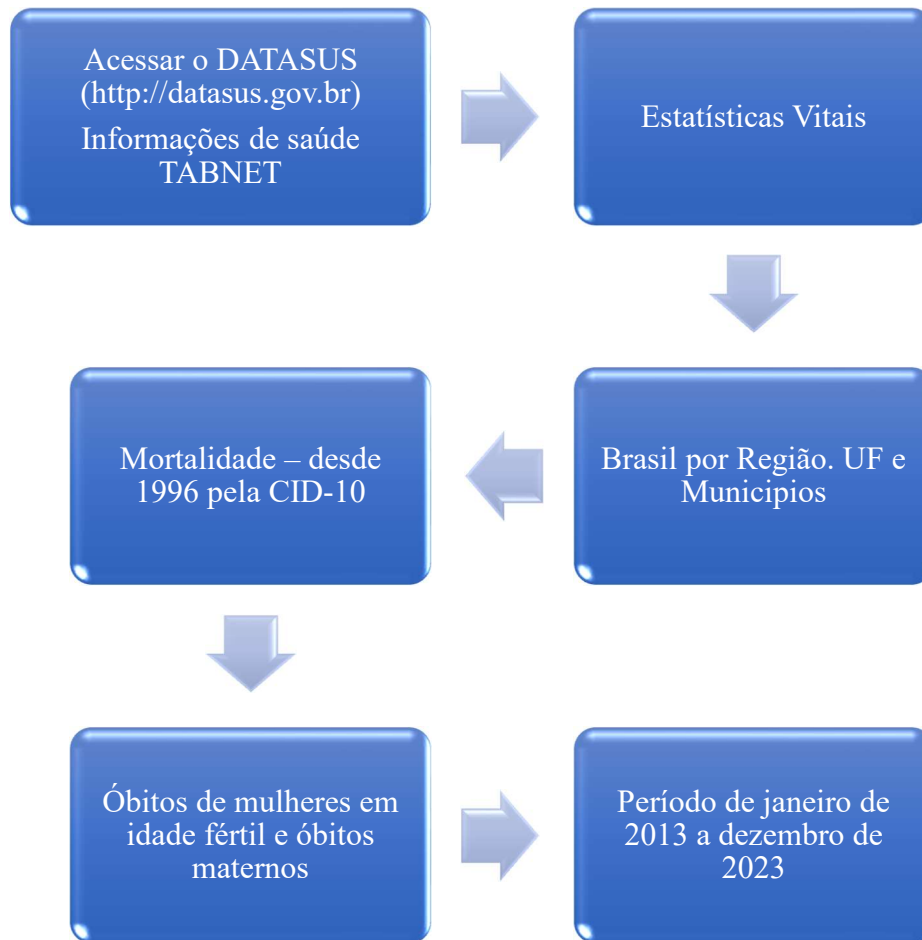 Acessar o DATASUS
(http://datasus.gov.br)
Informações de saúde
TABNET
Estatísticas Vitais
Brasil por Região. UF e
Municipios
Mortalidade – desde
1996 pela CID-10
Óbitos de mulheres em
idade fértil e óbitos
maternos
Período de janeiro de
2013 a dezembro de
2023